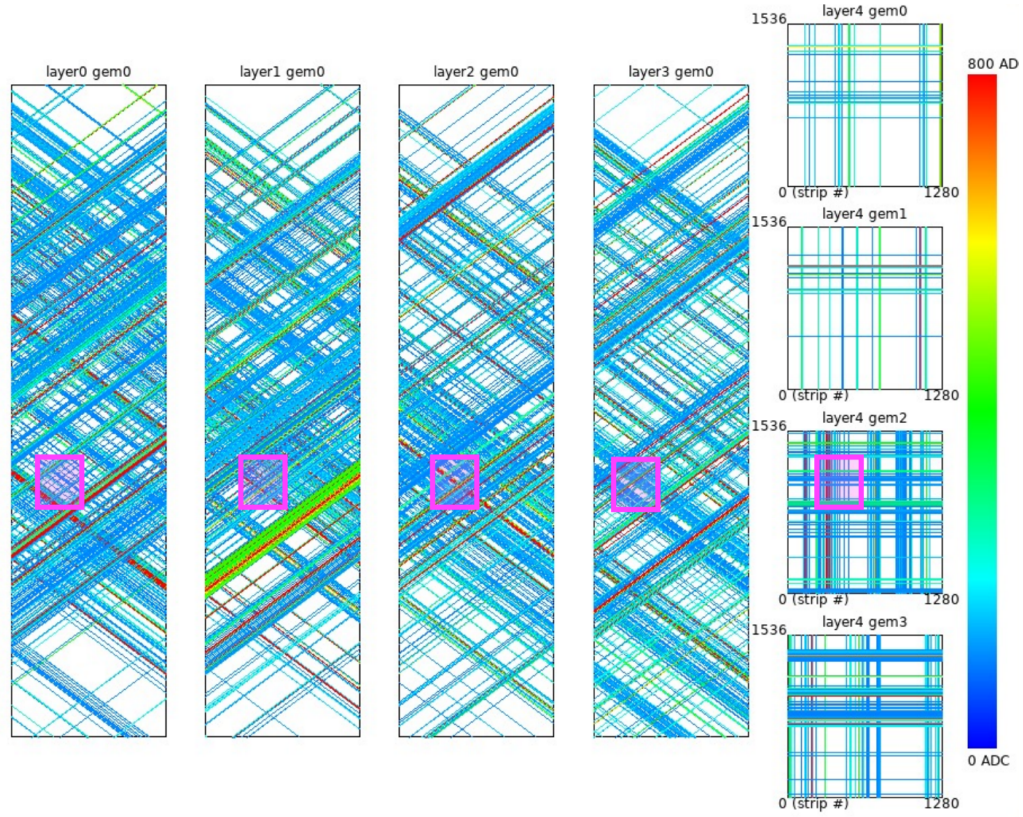 layer0 gem0
layer1 gem0
layer2 gem0
layer3 gem0
layer4 gem0
1536
0 (strip #) 1280
layer4 gem1
1536
0 (strip #) 1280
layer4 gem2
1536
0 (strip #) 1280
layer4 gem3
1536
0 (strip #) 1280
800 AD
0 ADC